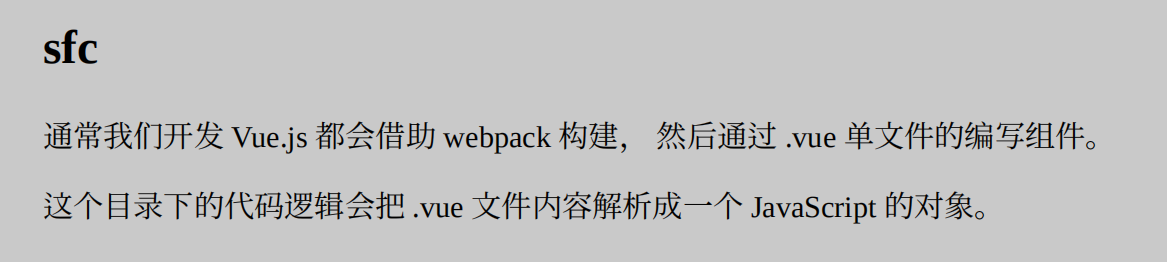 sfc
通常我们开发 Vue.js 都会借助 webpack 构建， 然后通过 .vue 单文件的编写组件。
这个目录下的代码逻辑会把 .vue 文件内容解析成一个 JavaScript 的对象。